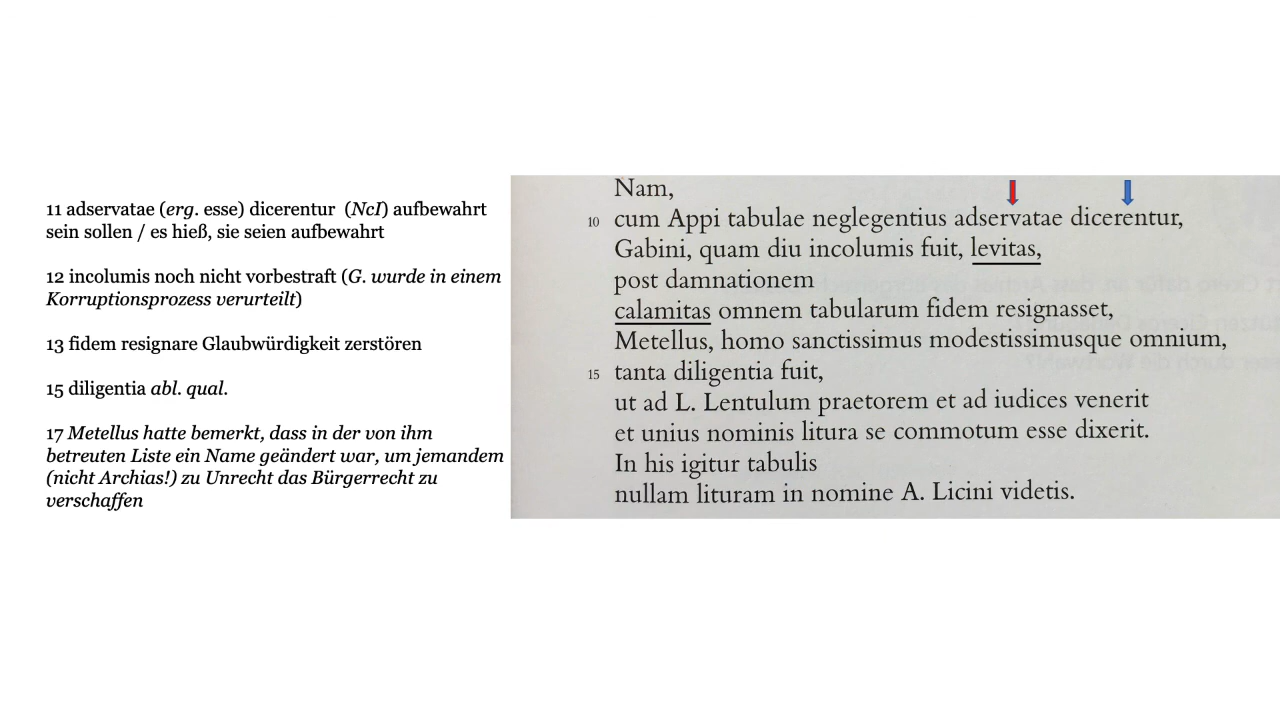 11 adservatae (erg. esse) dicerentur (NcI) aufbewahrt
sein sollen / es hieß, sie seien aufbewahrt
12 incolumis noch nicht vorbestraft (G. wurde in einem
Korruptionsprozess verurteilt)
13 fidem resignare Glaubwürdigkeit zerstören
15 diligentia abl. qual.
17 Metellus hatte bemerkt, dass in der von ihm
betreuten Liste ein Name geändert war, um jemandem
(nicht Archias!) zu Unrecht das Bürgerrecht zu
verschaffen
Nam,
10 cum Appi tabulae neglegentius adservatae dicerentur,
Gabini, quam diu incolumis fuit, levitas,
post damnationem
calamitas omnem tabularum fidem resignasset,
Metellus, homo sanctissimus modestissimusque omnium,
15 tanta diligentia fuit,
ut ad L. Lentulum praetorem et ad iudices venerit
et unius nominis litura se commotum esse dixerit.
In his igitur tabulis
nullam lituram in nomine A. Licini videtis.